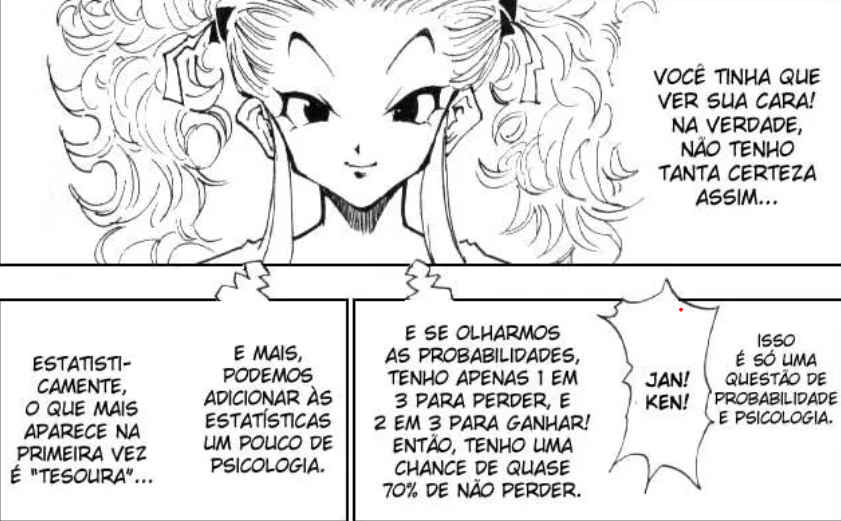 VOCÊ TINHA QUE
VER SUA CARA!
NA VERDADE,
NÃO TENHO
TANTA CERTEZA
ASSIM...
ISSO
É SÓ UMA
QUESTÃO DE
PROBABILIDADE
E PSICOLOGIA.
JAN!
KEN!
E SE OLHARMOS
AS PROBABILIDADES,
TENHO APENAS 1 EM
3 PARA PERDER, E
2 EM 3 PARA GANHAR!
ENTÃO, TENHO UMA
CHANCE DE QUASE
70% DE NÃO PERDER.
E MAIS,
PODEMOS
ADICIONAR ÀS
ESTATÍSTICAS
UM POUCO DE
PSICOLOGIA.
ESTATISTI-
CAMENTE,
O QUE MAIS
APARECE NA
PRIMEIRA VEZ
É "TESOURA"...